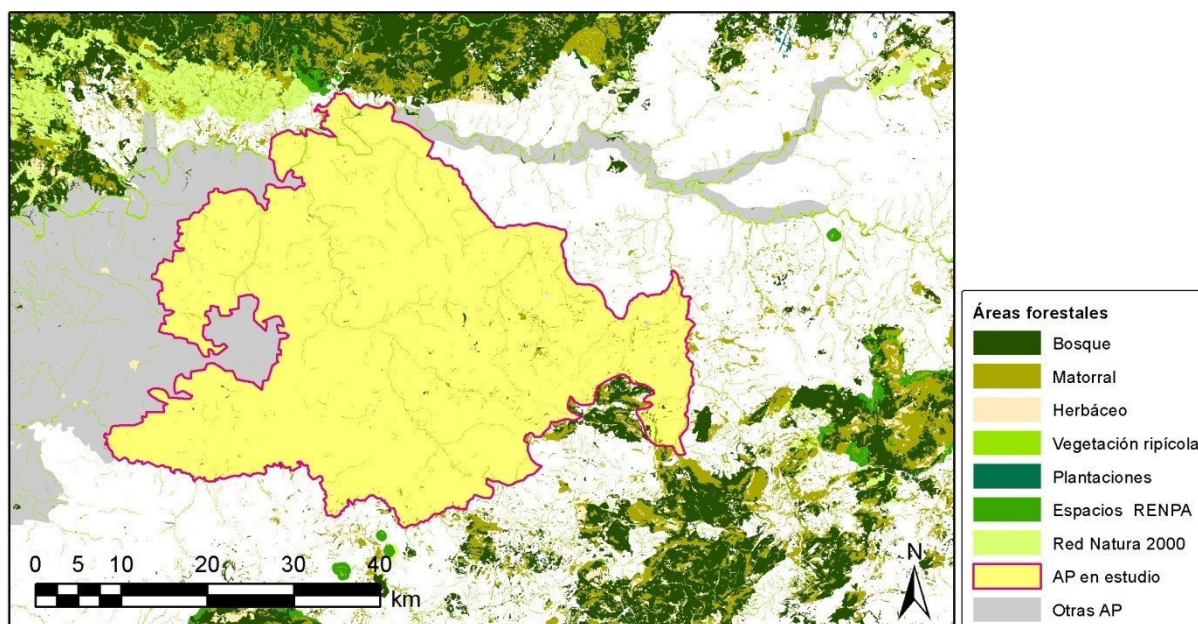 0 5 10 20 30 40
km
N
Áreas forestales
Bosque
Matorral
Herbáceo
Vegetación ripícola
Plantaciones
Espacios RENPA
Red Natura 2000
AP en estudio
Otras AP